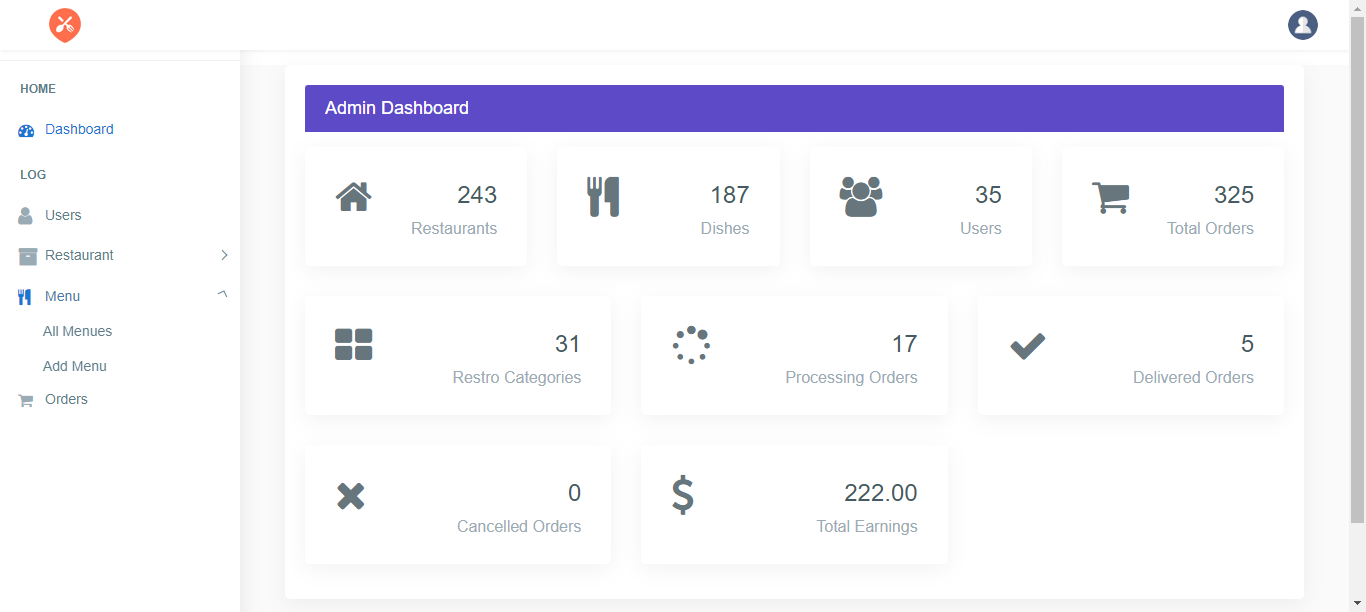 HOME
Dashboard
LOG
Users
Restaurant
Menu
All Menues
Add Menu
Orders
Admin Dashboard
243
Restaurants
187
Dishes
35
Users
325
Total Orders
31
Restro Categories
17
Processing Orders
5
Delivered Orders
0
Cancelled Orders
222.00
Total Earnings